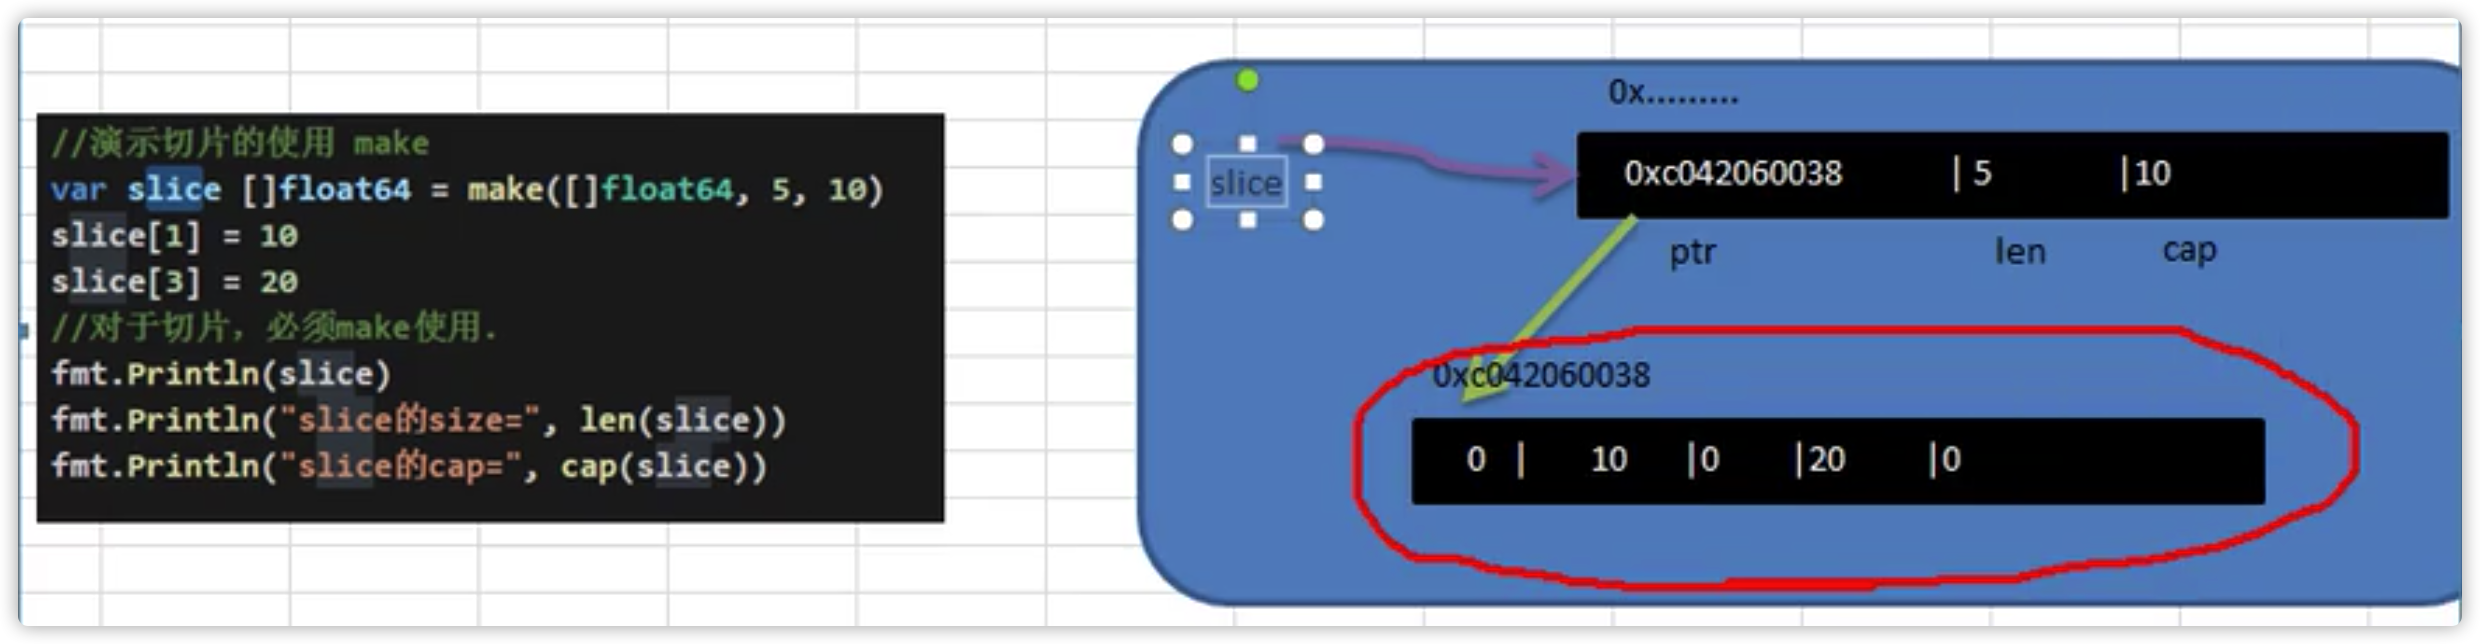 //演示切片的使用 make
var slice []float64 = make([]float64, 5, 10)
slice[1] = 10
slice[3] = 20
//对于切片，必须make使用.
fmt.Println(slice)
fmt.Println("slice的size=", len(slice))
fmt.Println("slice的cap=", cap(slice))
0x.........
slice
0xc042060038 |5 |10
ptr len cap
0xc042060038
0 | 10 |0 |20 |0